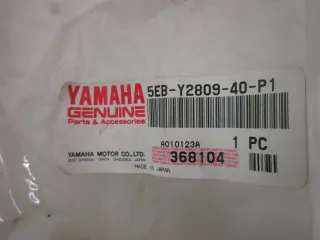 YAMAHA
GENUINE
Parts & Accessories
5EB-Y2809-40-P1
A010123A
1 PC
YAMAHA MOTOR CO., LTD.
368104
MADE IN JAPAN